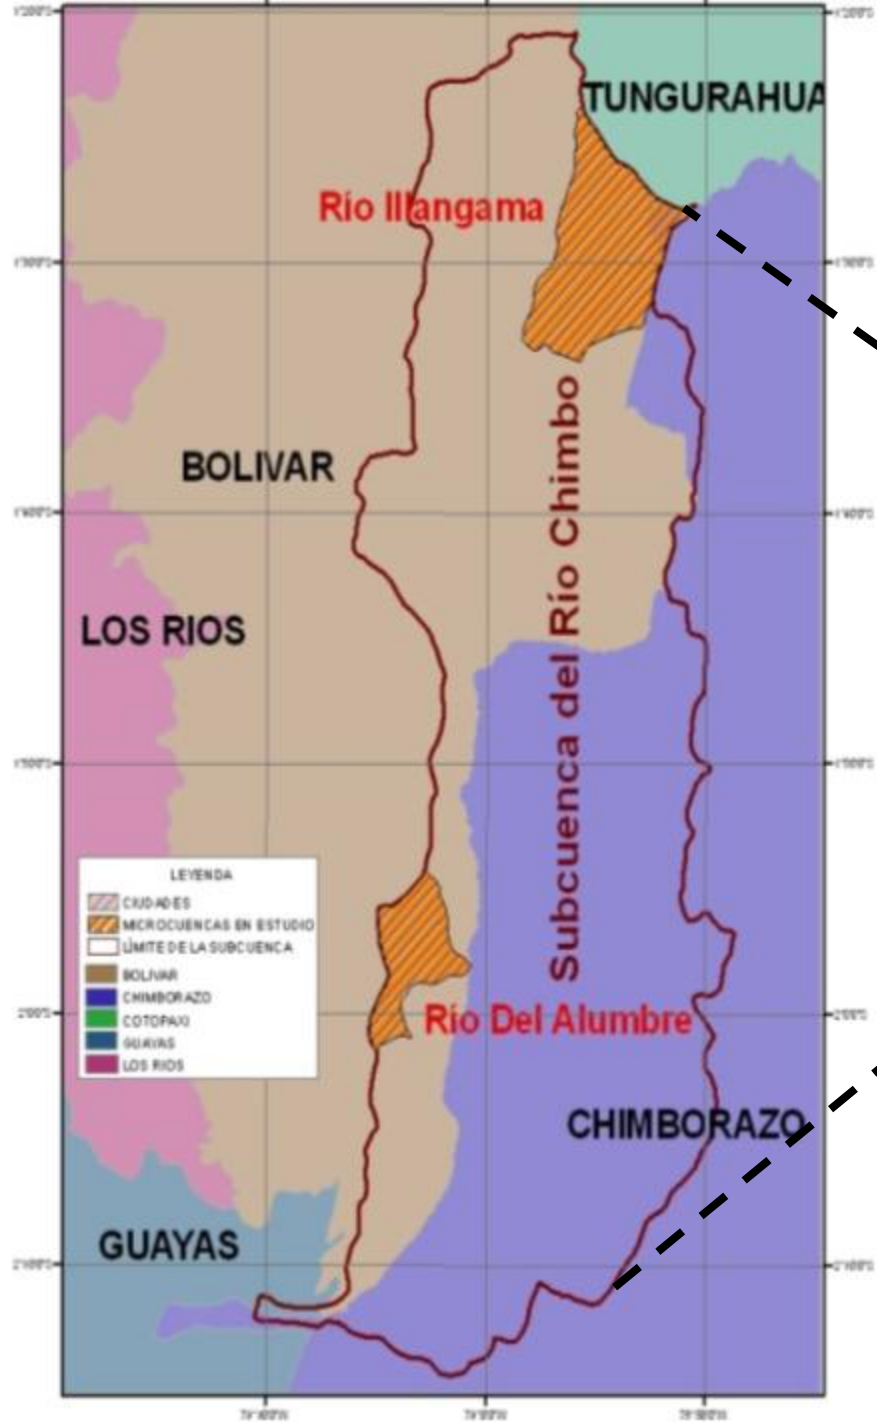 TUNGURAHUA
Río Illangama
BOLIVAR
Subcuenca del Río Chimbo
LOS RIOS
LEYENDA
CIUDADES
MICROCUENCAS EN ESTUDIO
LÍMITE DE LA SUBCUENCA
BOLIVAR
CHIMBORAZO
COTOPAXI
GUAYAS
LOS RIOS
Río Del Alumbre
CHIMBORAZO
GUAYAS